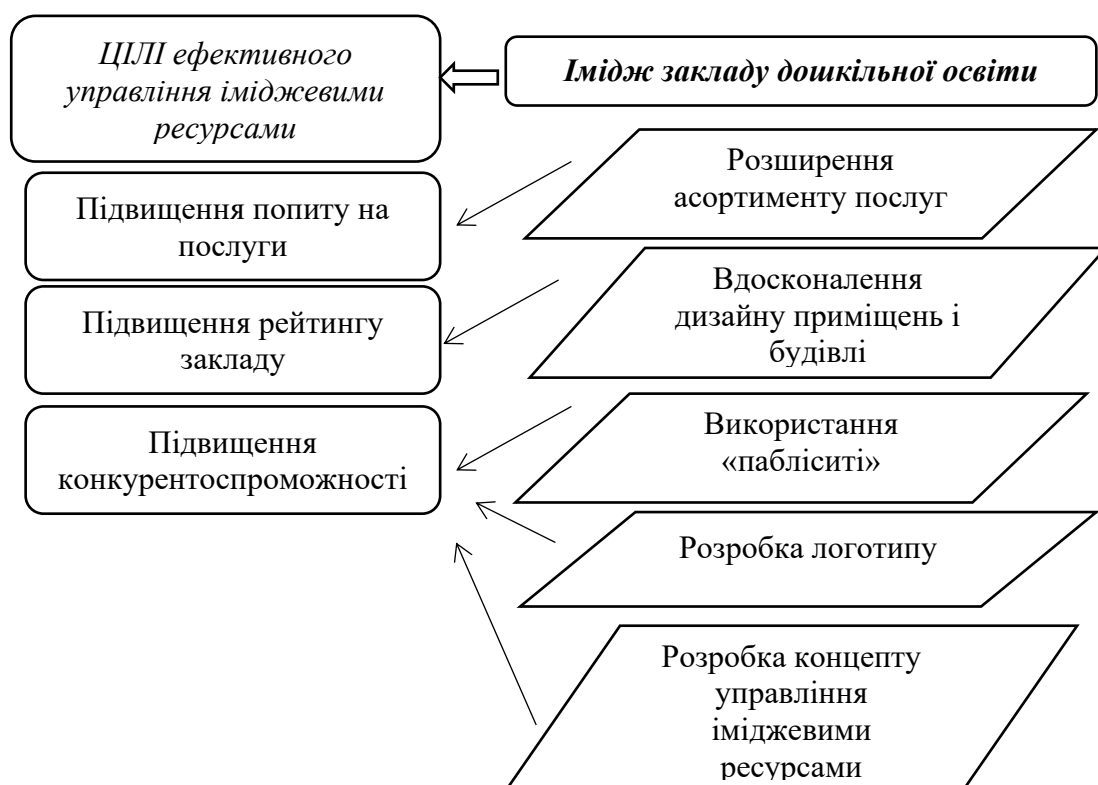 ЦІЛІ ефективного
управління іміджевими
ресурсами
Імідж закладу дошкільної освіти
Підвищення попиту на
послуги
Розширення
асортименту послуг
Підвищення рейтингу
закладу
Вдосконалення
дизайну приміщень і
будівлі
Підвищення
конкурентоспроможності
Використання
«пабліситі»
Розробка логотипу
Розробка концепту
управління
іміджевими
ресурсами